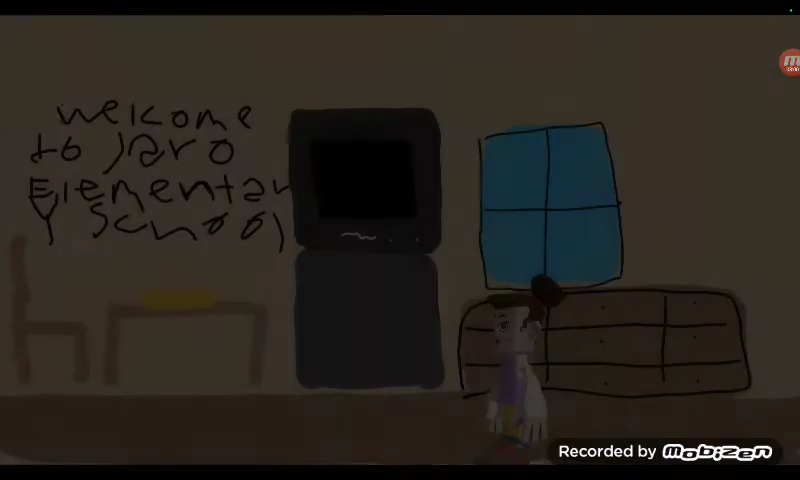 Welcome
to Jaro
Elementar
y School
Recorded by mobizen